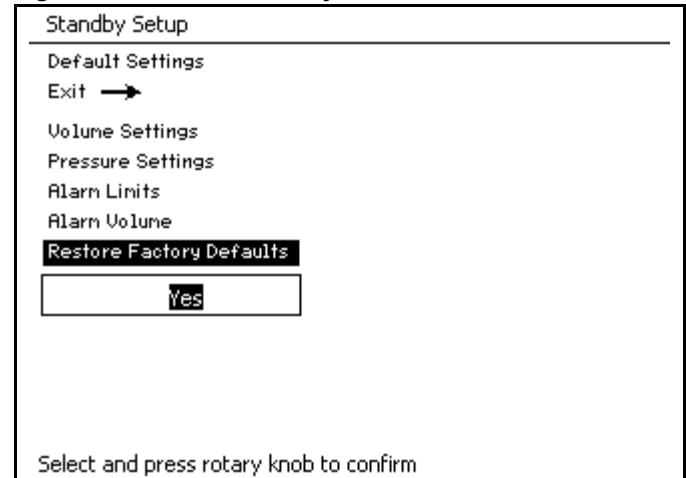 Standby Setup
Default Settings
Exit
Volume Settings
Pressure Settings
Alarm Limits
Alarm Volume
Restore Factory Defaults
Yes
Select and press rotary knob to confirm